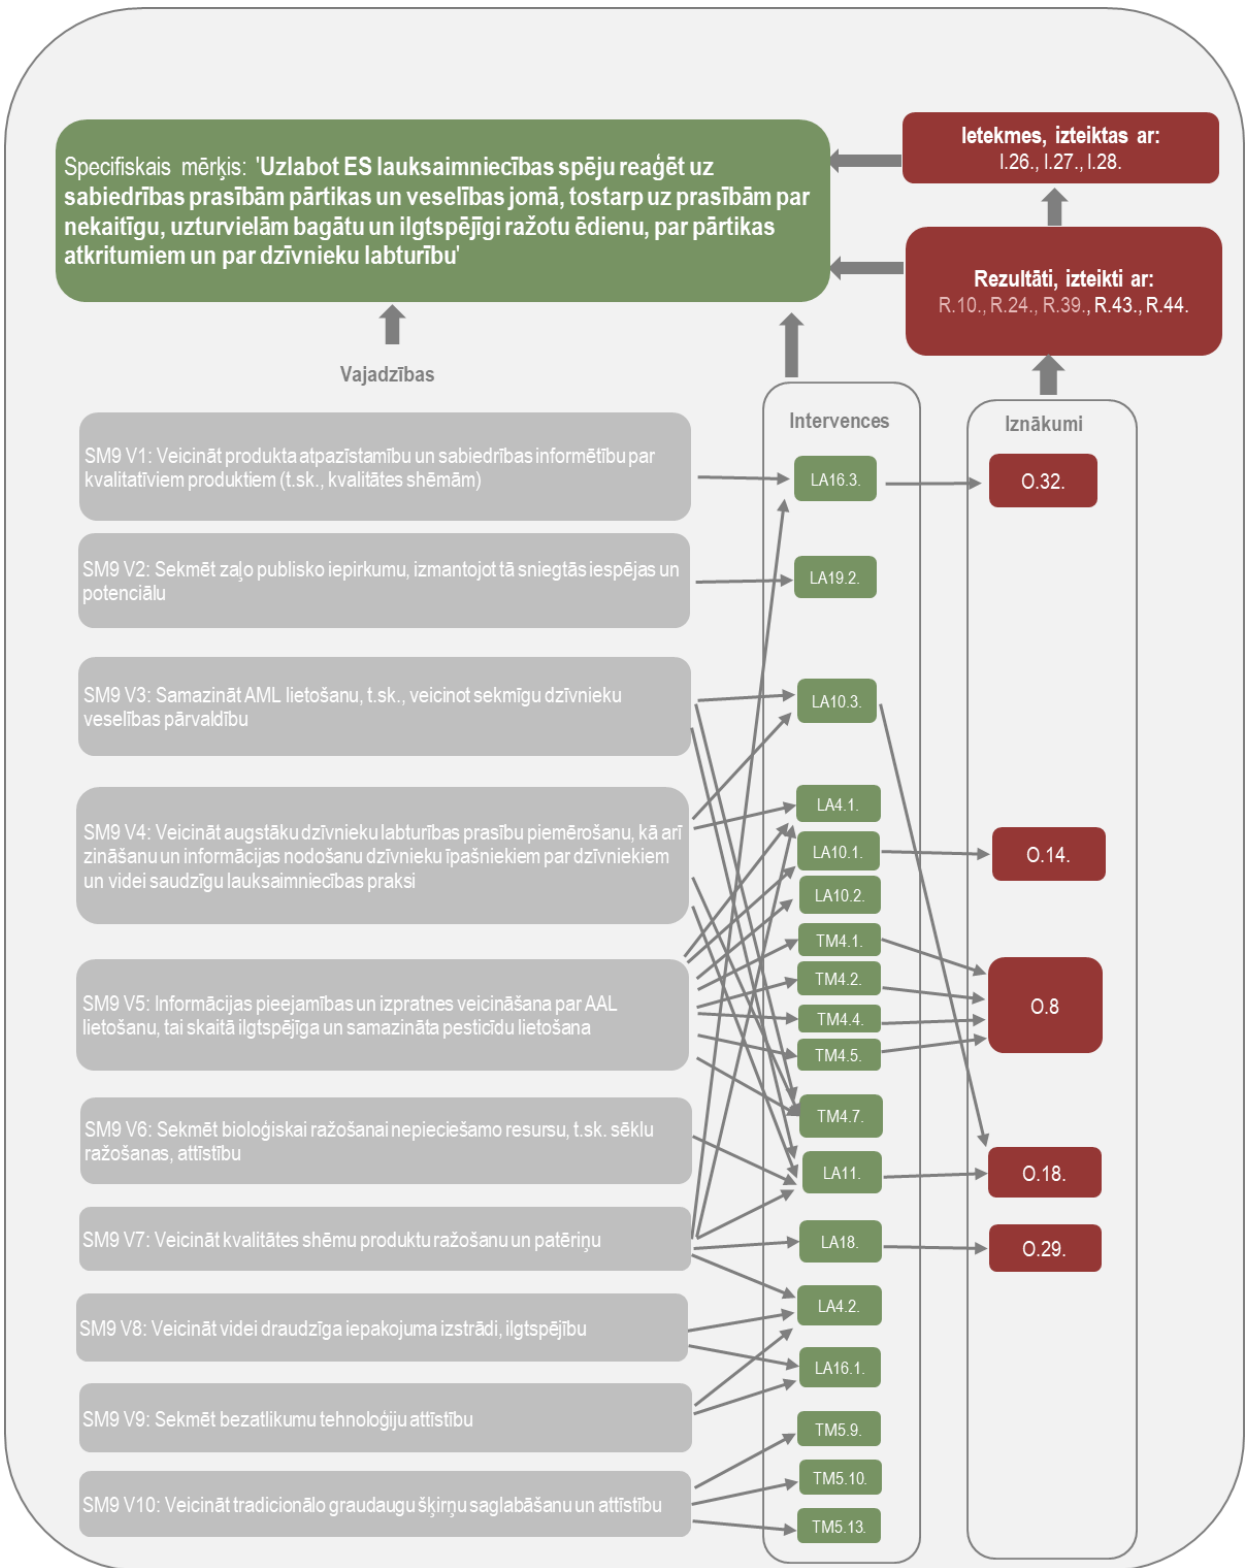 Specifiskais mērķis: 'Uzlabot ES lauksaimniecības spēju reaģēt uz
sabiedrības prasībām pārtikas un veselības jomā, tostarp uz prasībām par
nekaitīgu, uzturvielām bagātu un ilgtspējīgi ražotu ēdienu, par pārtikas
atkritumiem un par dzīvnieku labturību'
Ietekmes, izteiktas ar:
I.26., I.27., I.28.
Rezultāti, izteikti ar:
R.10., R.24., R.39., R.43., R.44.
Vajadzības
Intervences
Iznākumi
SM9 V1: Veicināt produkta atpazīstamību un sabiedrības informētību par
kvalitatīviem produktiem (t.sk., kvalitātes shēmām)
SM9 V2: Sekmēt zaļo publisko iepirkumu, izmantojot tā sniegtās iespējas un
potenciālu
SM9 V3: Samazināt AML lietošanu, t.sk., veicinot sekmīgu dzīvnieku
veselības pārvaldību
SM9 V4: Veicināt augstāku dzīvnieku labturības prasību piemērošanu, kā arī
zināšanu un informācijas nodošanu dzīvnieku īpašniekiem par dzīvniekiem
un videi saudzīgu lauksaimniecības praksi
SM9 V5: Informācijas pieejamības un izpratnes veicināšana par AAL
lietošanu, tai skaitā ilgtspējīga un samazināta pesticīdu lietošana
SM9 V6: Sekmēt bioloģiskai ražošanai nepieciešamo resursu, t.sk. sēklu
ražošanas, attīstību
SM9 V7: Veicināt kvalitātes shēmu produktu ražošanu un patēriņu
SM9 V8: Veicināt videi draudzīga iepakojuma izstrādi, ilgtspējību
SM9 V9: Sekmēt bezatlikumu tehnoloģiju attīstību
SM9 V10: Veicināt tradicionālo graudaugu šķirņu saglabāšanu un attīstību
LA16.3.
LA19.2.
LA10.3.
LA4.1.
LA10.1.
LA10.2.
TM4.1.
TM4.2.
TM4.4.
TM4.5.
TM4.7.
LA11.
LA18.
LA4.2.
LA16.1.
TM5.9.
TM5.10.
TM5.13.
O.32.
O.14.
O.8
O.18.
O.29.